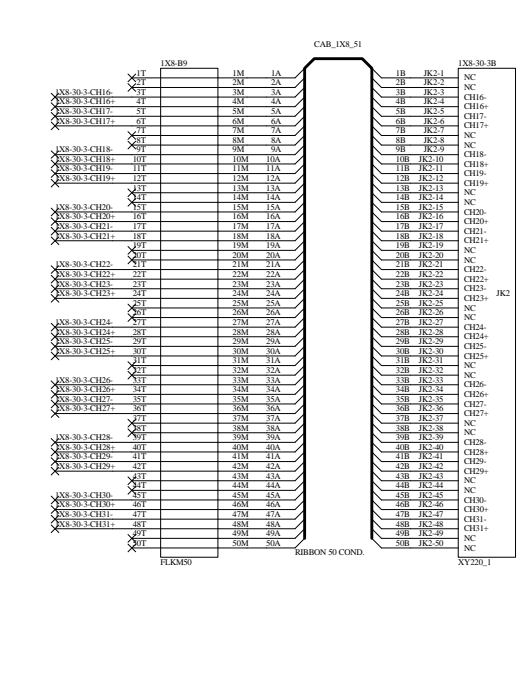 CAB_1X8_51
1X8-B9 1X8-30-3B
1T 1M 1A 1B JK2-1 NC
2T 2M 2A 2B JK2-2 NC
1X8-30-3-CH16- 3T 3M 3A 3B JK2-3 CH16-
1X8-30-3-CH16+ 4T 4M 4A 4B JK2-4 CH16+
1X8-30-3-CH17- 5T 5M 5A 5B JK2-5 CH17-
1X8-30-3-CH17+ 6T 6M 6A 6B JK2-6 CH17+
7T 7M 7A 7B JK2-7 NC
8T 8M 8A 8B JK2-8 NC
1X8-30-3-CH18- 9T 9M 9A 9B JK2-9 CH18-
1X8-30-3-CH18+ 10T 10M 10A 10B JK2-10 CH18+
1X8-30-3-CH19- 11T 11M 11A 11B JK2-11 CH19-
1X8-30-3-CH19+ 12T 12M 12A 12B JK2-12 CH19+
13T 13M 13A 13B JK2-13 NC
14T 14M 14A 14B JK2-14 NC
1X8-30-3-CH20- 15T 15M 15A 15B JK2-15 CH20-
1X8-30-3-CH20+ 16T 16M 16A 16B JK2-16 CH20+
1X8-30-3-CH21- 17T 17M 17A 17B JK2-17 CH21-
1X8-30-3-CH21+ 18T 18M 18A 18B JK2-18 CH21+
19T 19M 19A 19B JK2-19 NC
20T 20M 20A 20B JK2-20 NC
1X8-30-3-CH22- 21T 21M 21A 21B JK2-21 CH22-
1X8-30-3-CH22+ 22T 22M 22A 22B JK2-22 CH22+
1X8-30-3-CH23- 23T 23M 23A 23B JK2-23 CH23-
1X8-30-3-CH23+ 24T 24M 24A 24B JK2-24 CH23+ JK2
25T 25M 25A 25B JK2-25 NC
26T 26M 26A 26B JK2-26 NC
1X8-30-3-CH24- 27T 27M 27A 27B JK2-27 CH24-
1X8-30-3-CH24+ 28T 28M 28A 28B JK2-28 CH24+
1X8-30-3-CH25- 29T 29M 29A 29B JK2-29 CH25-
1X8-30-3-CH25+ 30T 30M 30A 30B JK2-30 CH25+
31T 31M 31A 31B JK2-31 NC
32T 32M 32A 32B JK2-32 NC
1X8-30-3-CH26- 33T 33M 33A 33B JK2-33 CH26-
1X8-30-3-CH26+ 34T 34M 34A 34B JK2-34 CH26+
1X8-30-3-CH27- 35T 35M 35A 35B JK2-35 CH27-
1X8-30-3-CH27+ 36T 36M 36A 36B JK2-36 CH27+
37T 37M 37A 37B JK2-37 NC
38T 38M 38A 38B JK2-38 NC
1X8-30-3-CH28- 39T 39M 39A 39B JK2-39 CH28-
1X8-30-3-CH28+ 40T 40M 40A 40B JK2-40 CH28+
1X8-30-3-CH29- 41T 41M 41A 41B JK2-41 CH29-
1X8-30-3-CH29+ 42T 42M 42A 42B JK2-42 CH29+
43T 43M 43A 43B JK2-43 NC
44T 44M 44A 44B JK2-44 NC
1X8-30-3-CH30- 45T 45M 45A 45B JK2-45 CH30-
1X8-30-3-CH30+ 46T 46M 46A 46B JK2-46 CH30+
1X8-30-3-CH31- 47T 47M 47A 47B JK2-47 CH31-
1X8-30-3-CH31+ 48T 48M 48A 48B JK2-48 CH31+
49T 49M 49A 49B JK2-49 NC
50T 50M 50A 50B JK2-50 NC
RIBBON 50 COND.
FLKM50 XY220_1